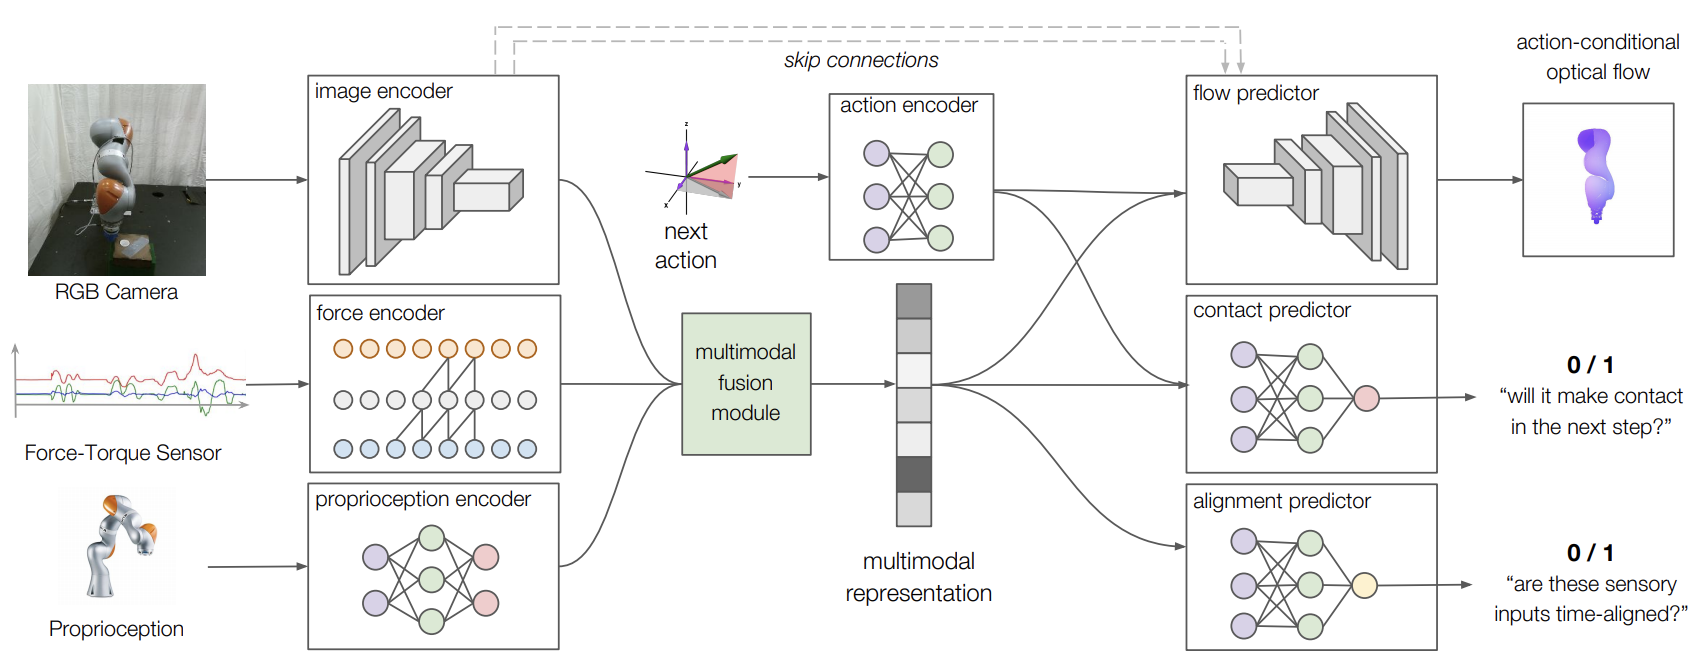 skip connections
action-conditional
optical flow
image encoder
action encoder
flow predictor
z
y
x
next
action
RGB Camera
force encoder
contact predictor
multimodal
fusion
module
0 / 1
“will it make contact
in the next step?”
Force-Torque Sensor
proprioception encoder
alignment predictor
multimodal
representation
0 / 1
“are these sensory
inputs time-aligned?”
Proprioception